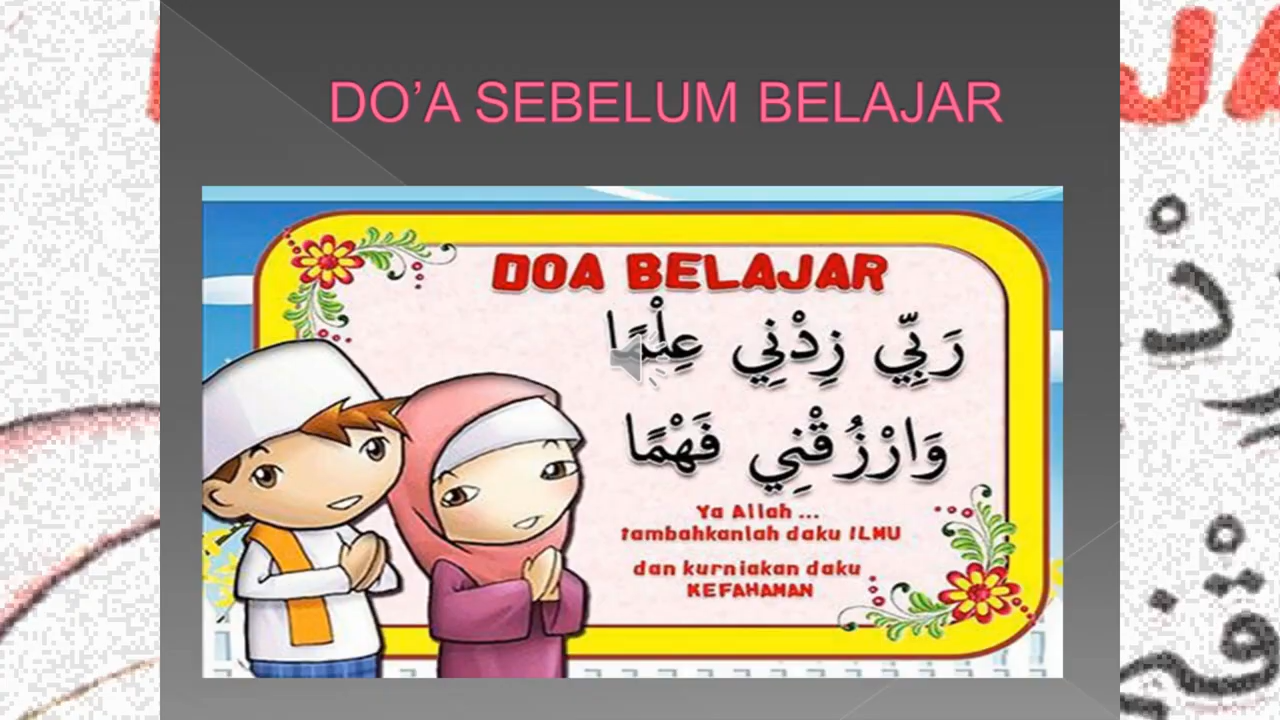 DO’A SEBELUM BELAJAR
DOA BELAJAR
رَبِّي زِدْنِي عِلْمًا
وَارْزُقْنِي فَهْمًا
Ya Allah ...
tambahkanlah daku ILMU
dan kurniakan daku
KEFAHAMAN